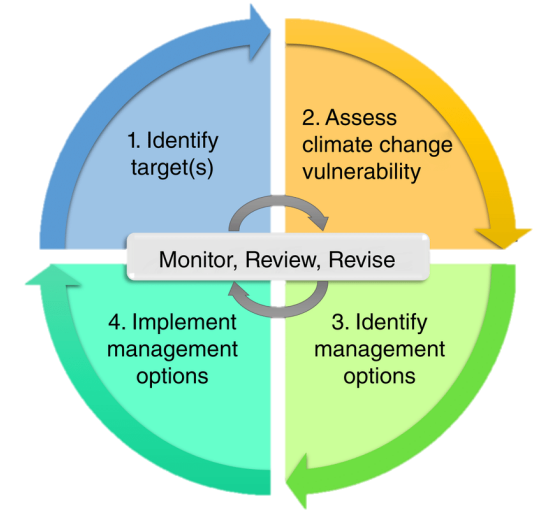 1. Identify
target(s)
2. Assess
climate change
vulnerability
Monitor, Review, Revise
4. Implement
management
options
3. Identify
management
options